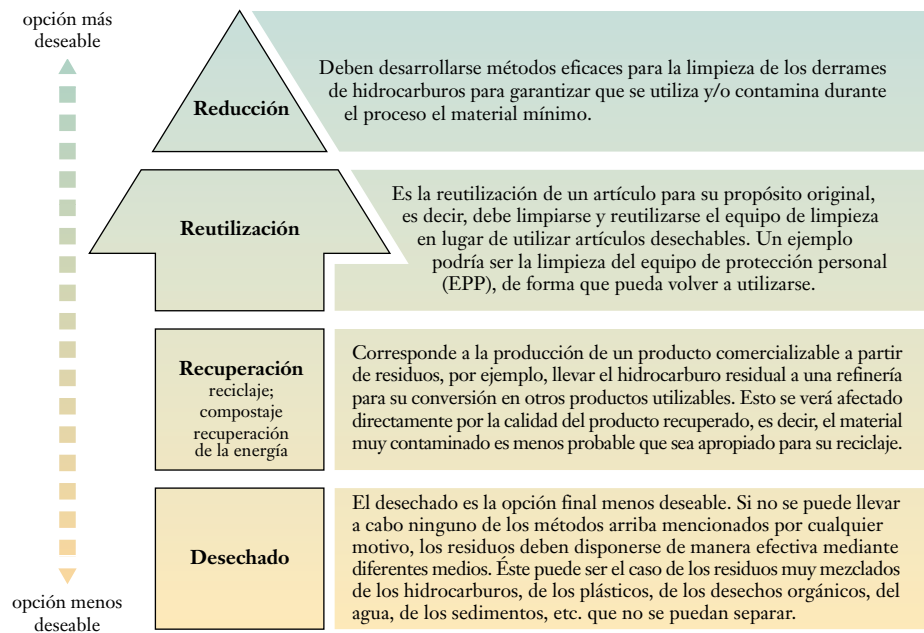 opción más
deseable
Reducción
Deben desarrollarse métodos eficaces para la limpieza de los derrames
de hidrocarburos para garantizar que se utiliza y/o contamina durante
el proceso el material mínimo.
Reutilización
Es la reutilización de un artículo para su propósito original,
es decir, debe limpiarse y reutilizarse el equipo de limpieza
en lugar de utilizar artículos desechables. Un ejemplo
podría ser la limpieza del equipo de protección personal
(EPP), de forma que pueda volver a utilizarse.
Recuperación
reciclaje;
compostaje
recuperación
de la energía
Corresponde a la producción de un producto comercializable a partir
de residuos, por ejemplo, llevar el hidrocarburo residual a una refinería
para su conversión en otros productos utilizables. Esto se verá afectado
directamente por la calidad del producto recuperado, es decir, el material
muy contaminado es menos probable que sea apropiado para su reciclaje.
Desechado
El desechado es la opción final menos deseable. Si no se puede llevar
a cabo ninguno de los métodos arriba mencionados por cualquier
motivo, los residuos deben disponerse de manera efectiva mediante
diferentes medios. Éste puede ser el caso de los residuos muy mezclados
de los hidrocarburos, de los plásticos, de los desechos orgánicos, del
agua, de los sedimentos, etc. que no se puedan separar.
opción menos
deseable